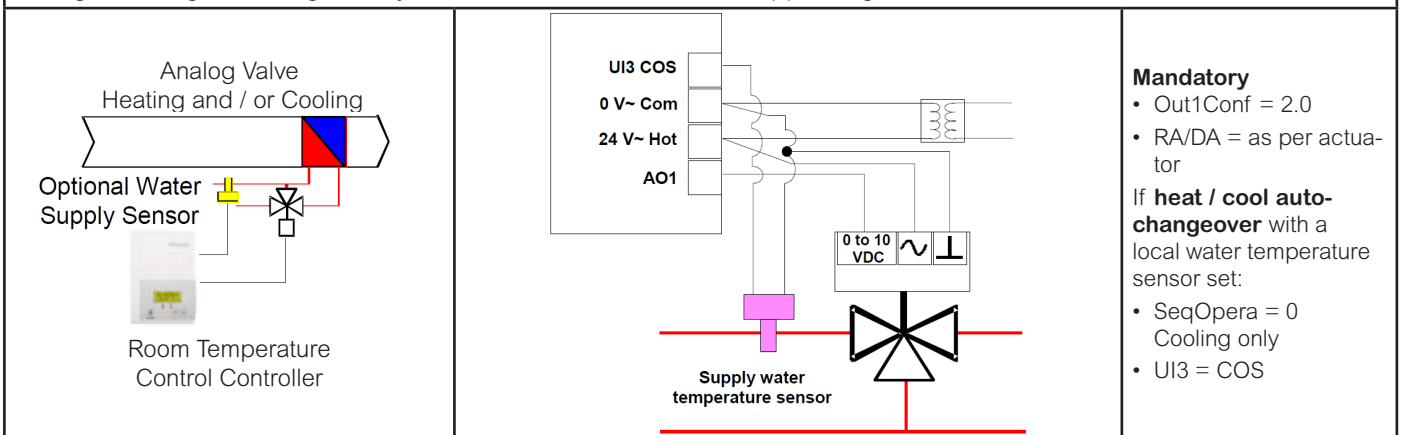 Analog Valve
Heating and / or Cooling
Optional Water
Supply Sensor
Room Temperature
Control Controller
UI3 COS
0 V~ Com
24 V~ Hot
AO1
0 to 10
VDC
Supply water
temperature sensor
Mandatory
• Out1Conf = 2.0
• RA/DA = as per actua-
tor
If heat / cool auto-
changeover with a
local water temperature
sensor set:
• SeqOpera = 0
Cooling only
• UI3 = COS